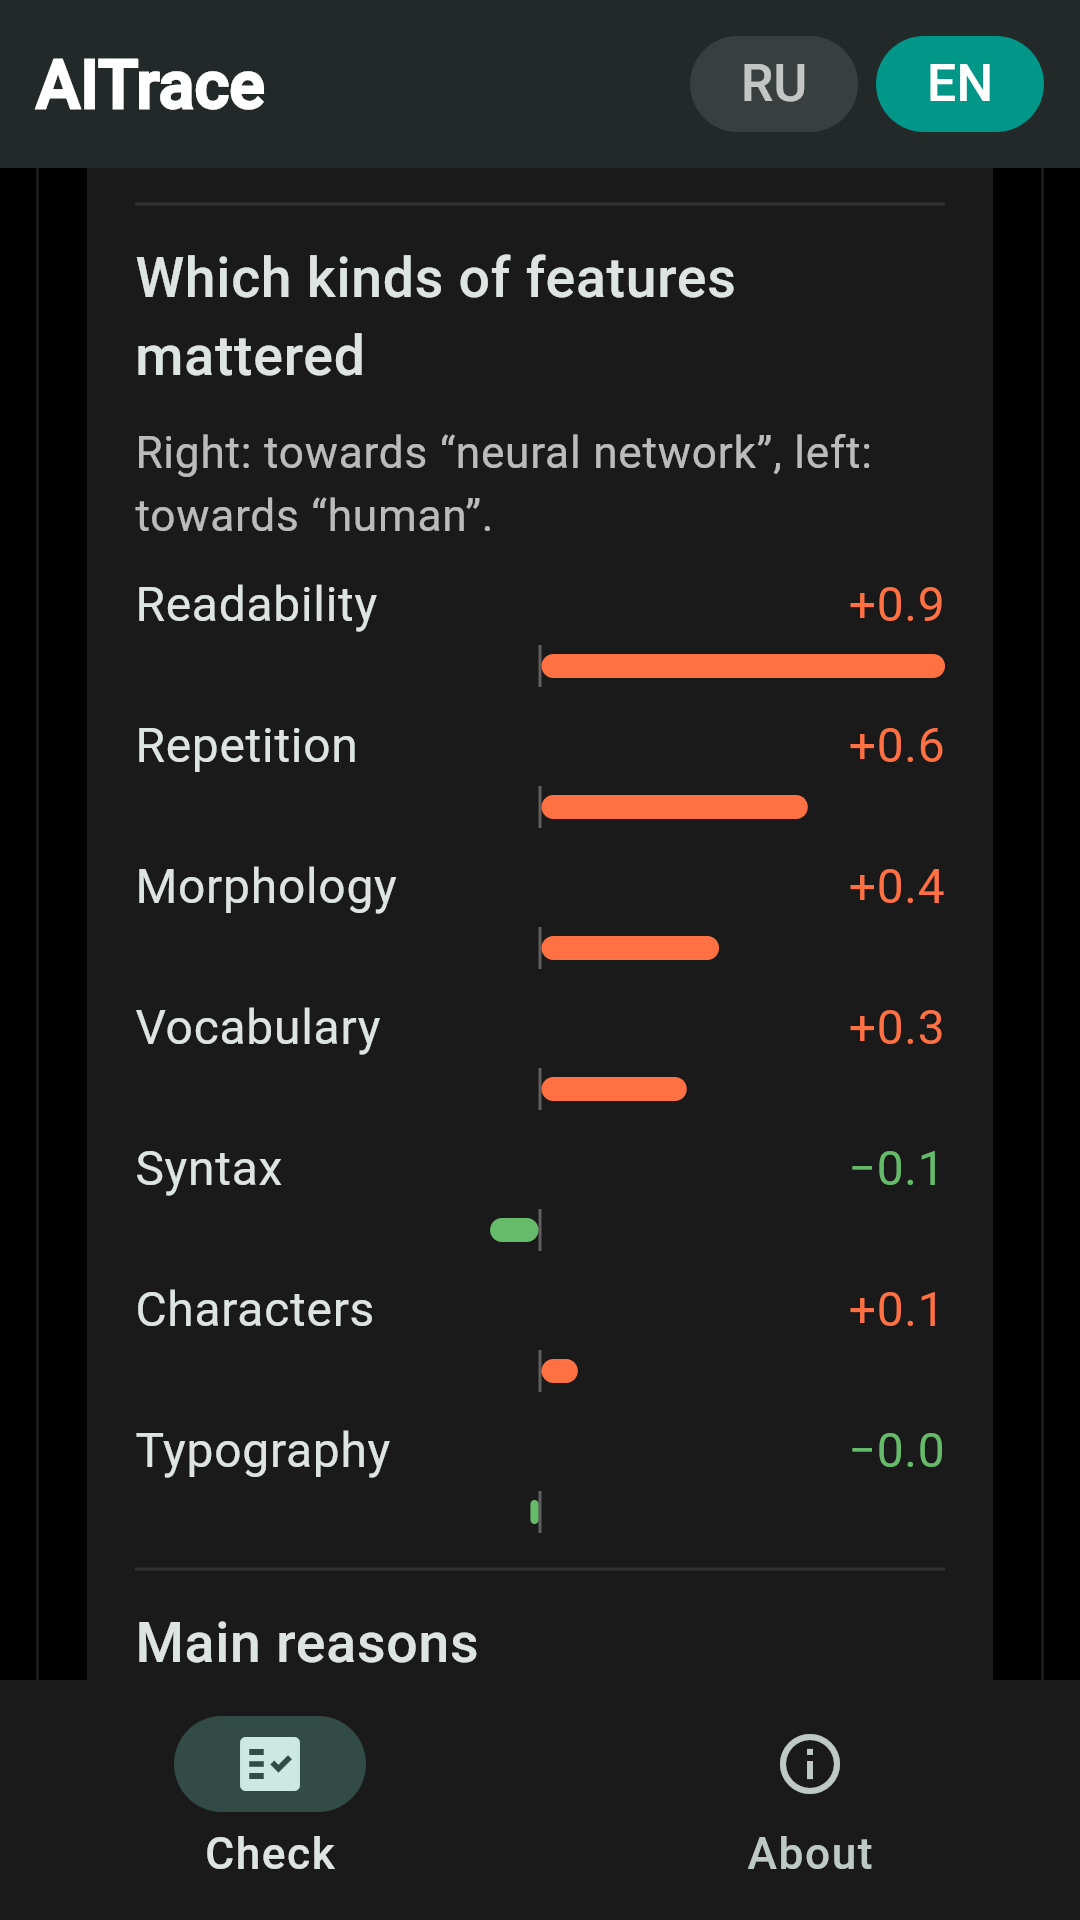 AITrace
RU
EN
Which kinds of features
mattered
Right: towards “neural network”, left:
towards “human”.
Readability +0.9
Repetition +0.6
Morphology +0.4
Vocabulary +0.3
Syntax −0.1
Characters +0.1
Typography −0.0
Main reasons
Check
About